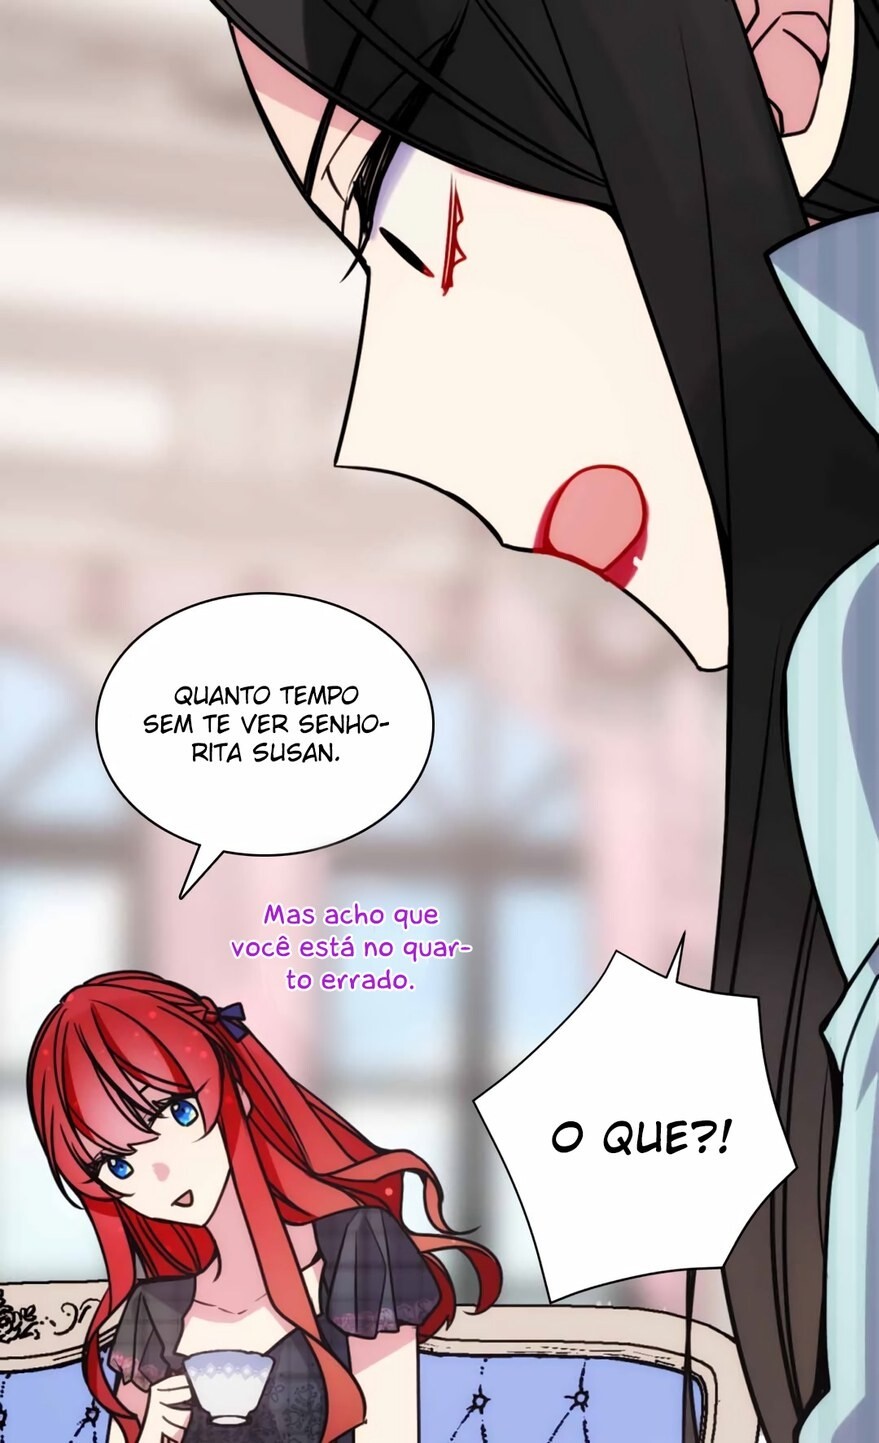 QUANTO TEMPO
SEM TE VER SENHO-
RITA SUSAN.
Mas acho que
você está no quar-
to errado.
O QUE?!